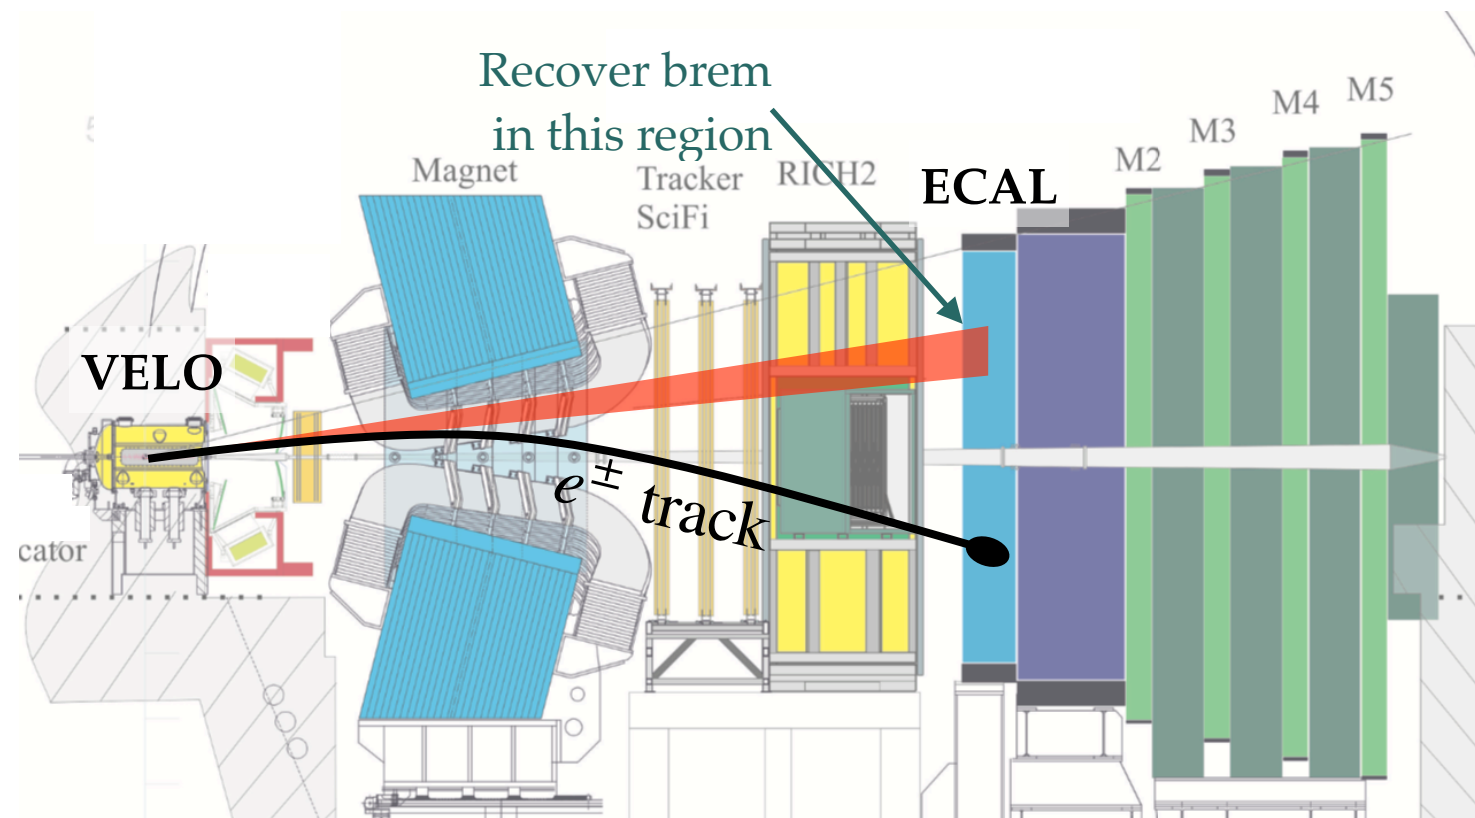 Recover brem
in this region
M5
M4
M3
M2
Magnet
Tracker
SciFi
RICH2
ECAL
VELO
e± track
cator